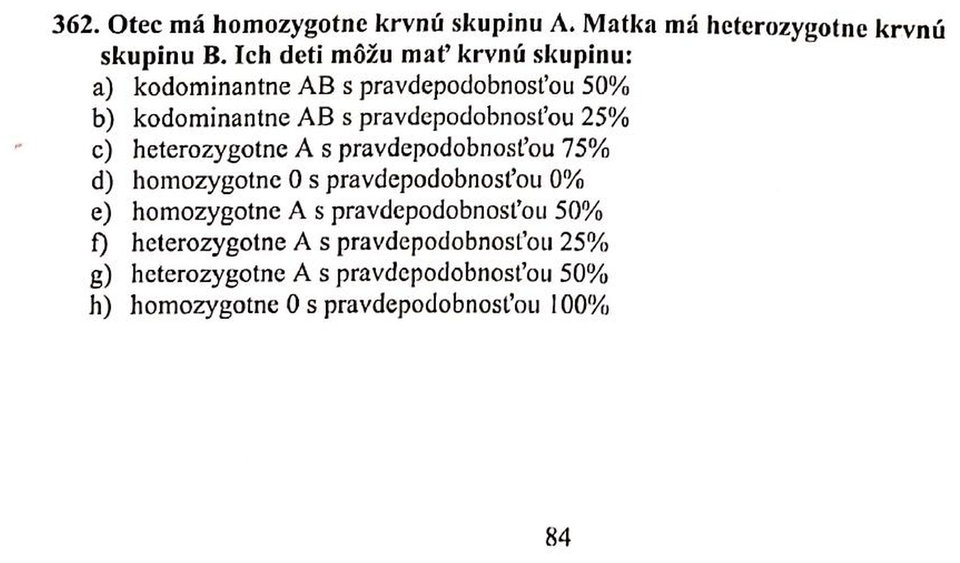 362. Otec má homozygotne krvnú skupinu A. Matka má heterozygotne krvnú
skupinu B. Ich deti môžu mať krvnú skupinu:
a) kodominantne AB s pravdepodobnosťou 50%
b) kodominantne AB s pravdepodobnosťou 25%
c) heterozygotne A s pravdepodobnosťou 75%
d) homozygotne 0 s pravdepodobnosťou 0%
e) homozygotne A s pravdepodobnosťou 50%
f) heterozygotne A s pravdepodobnosťou 25%
g) heterozygotne A s pravdepodobnosťou 50%
h) homozygotne 0 s pravdepodobnosťou 100%
84